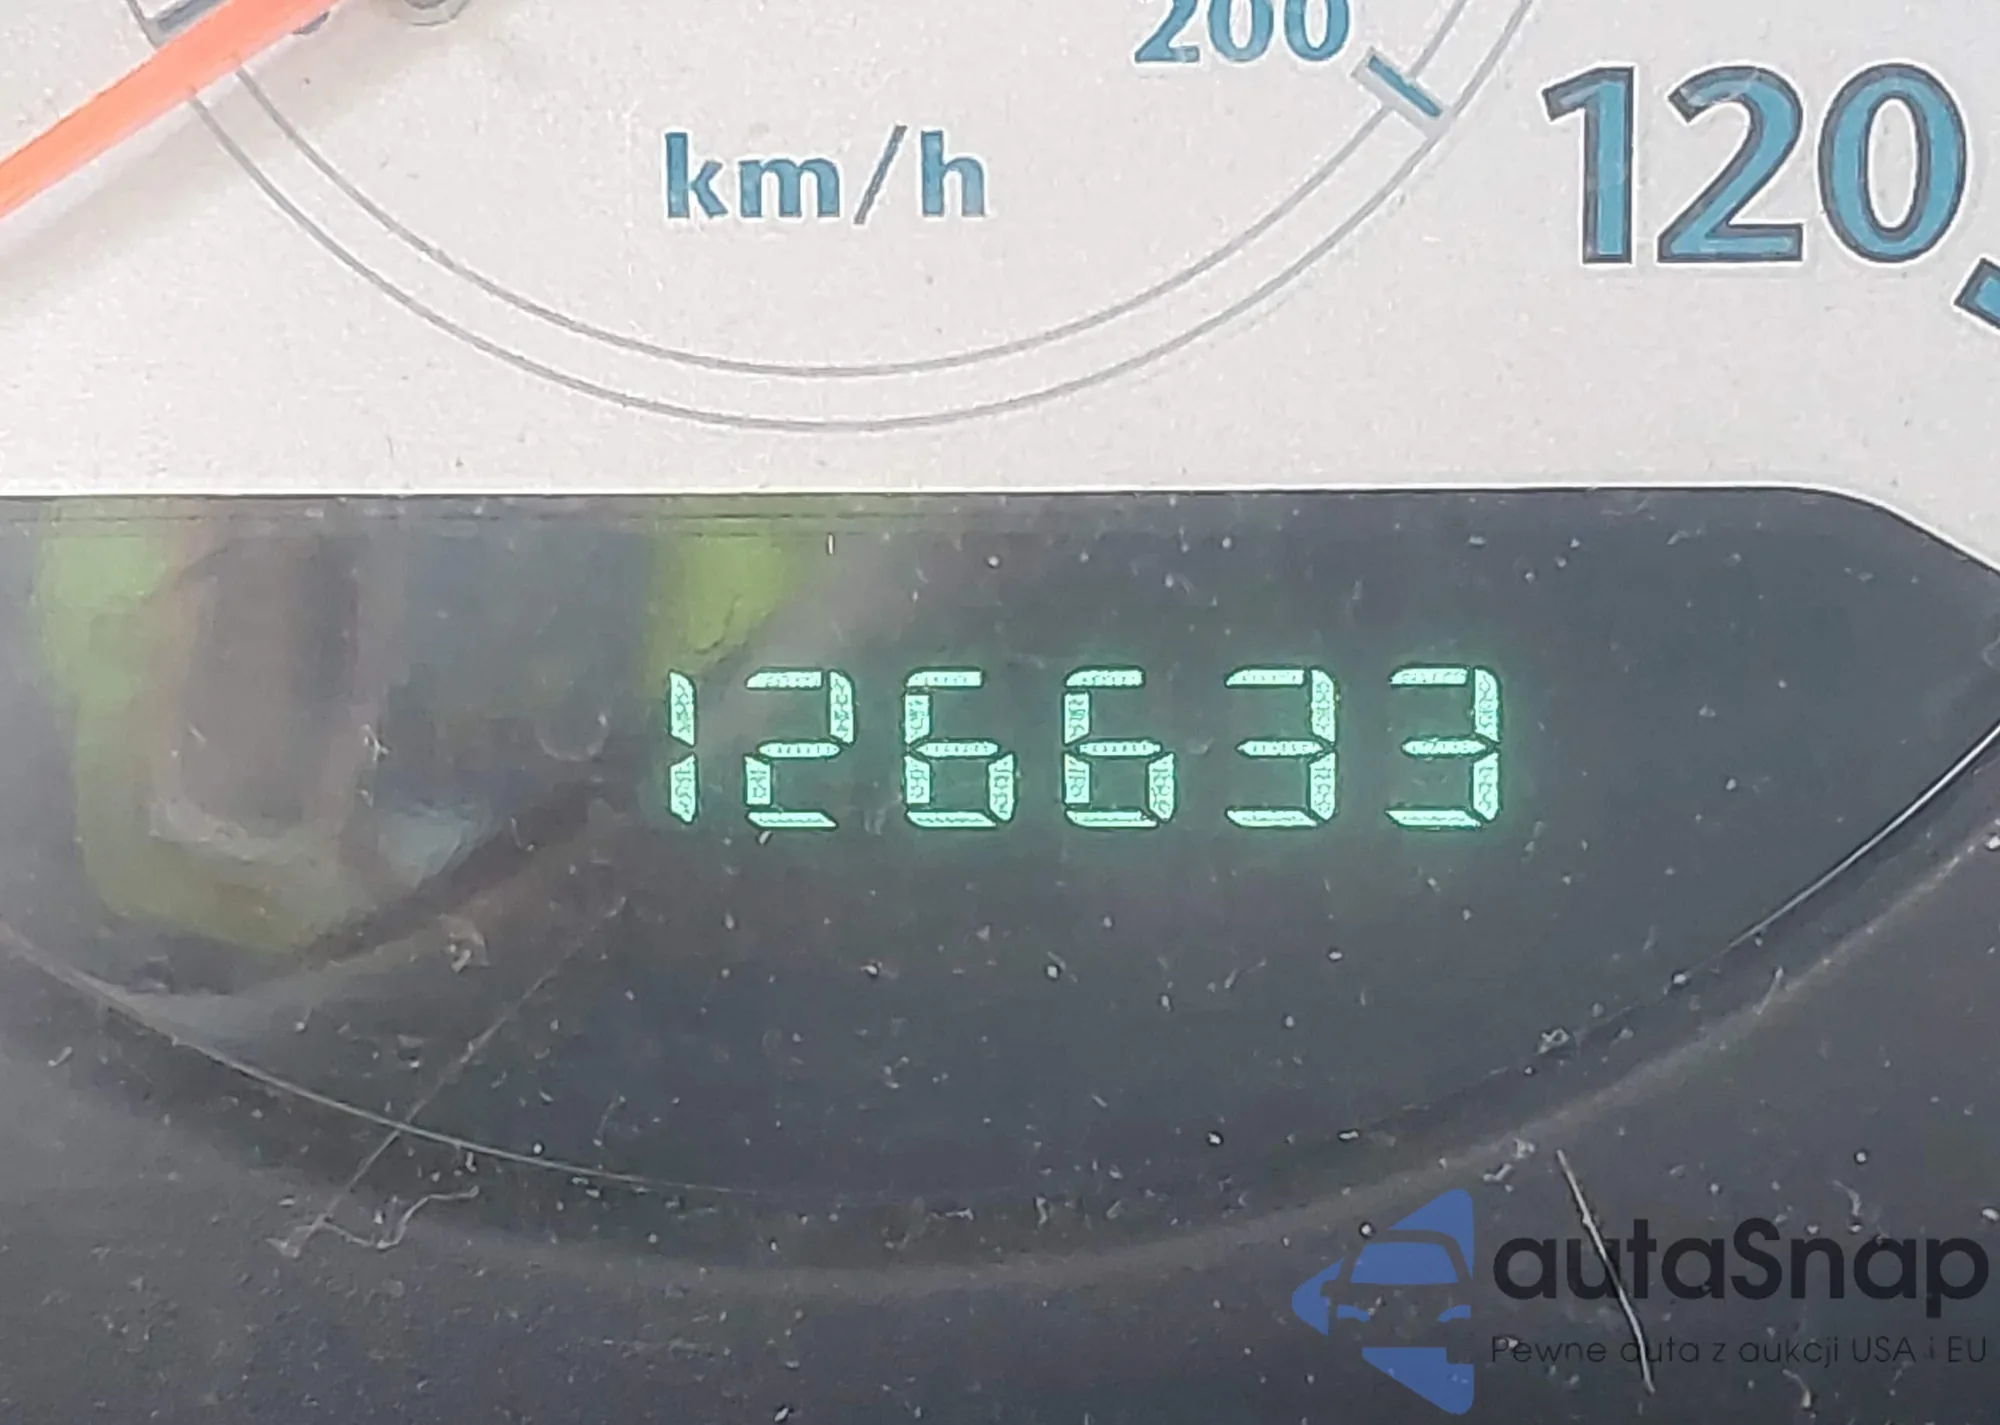 200
120
km/h
126633
autaSnap
Pewne auta z aukcji USA i EU